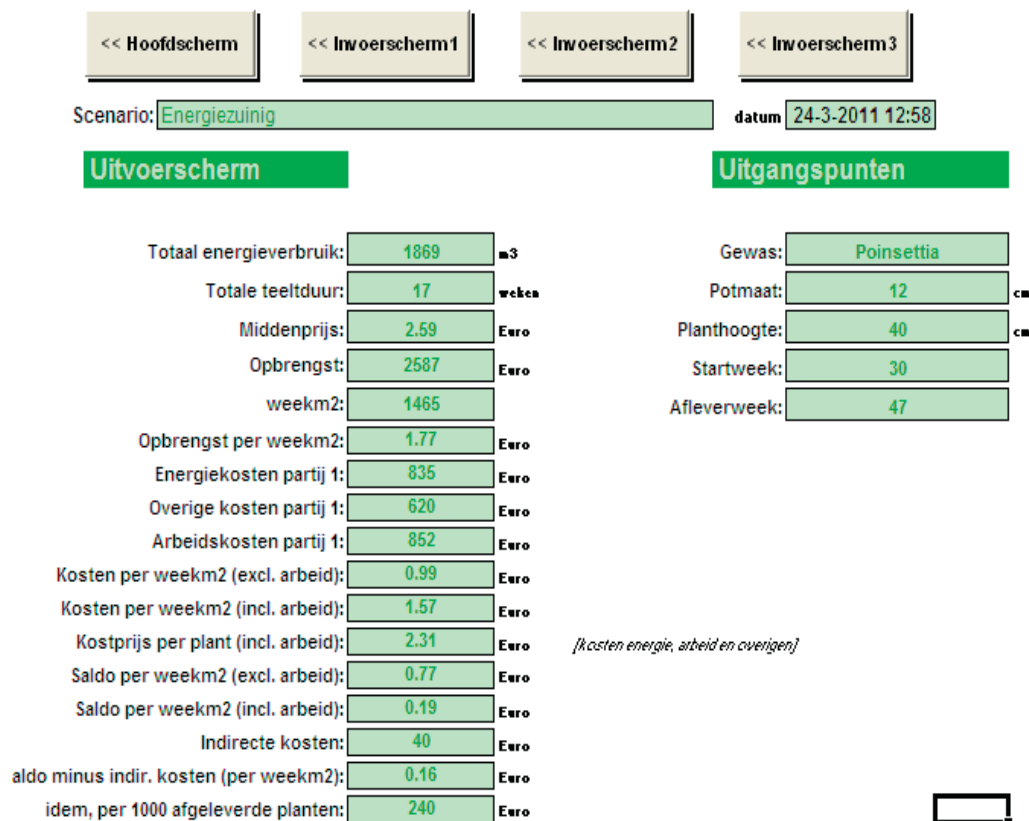 << Hoofdscherm << Invoerscherm1 << Invoerscherm2 << Invoerscherm3
Scenario: Energiezuinig datum 24-3-2011 12:58
Uitvoerscherm Uitgangspunten
Totaal energieverbruik: 1869 m3 Gewas: Poinsettia
Totale teeltduur: 17 weken Potmaat: 12 cm
Middenprijs: 2.59 Euro Planthoogte: 40 cm
Opbrengst: 2587 Euro Startweek: 30
weekm2: 1465 Afleverweek: 47
Opbrengst per weekm2: 1.77 Euro
Energiekosten partij 1: 835 Euro
Overige kosten partij 1: 620 Euro
Arbeidskosten partij 1: 852 Euro
Kosten per weekm2 (excl. arbeid): 0.99 Euro
Kosten per weekm2 (incl. arbeid): 1.57 Euro
Kostprijs per plant (incl. arbeid): 2.31 Euro [kosten energie, arbeid en overigen]
Saldo per weekm2 (excl. arbeid): 0.77 Euro
Saldo per weekm2 (incl. arbeid): 0.19 Euro
Indirecte kosten: 40 Euro
aldo minus indir. kosten (per weekm2): 0.16 Euro
idem, per 1000 afgeleverde planten: 240 Euro